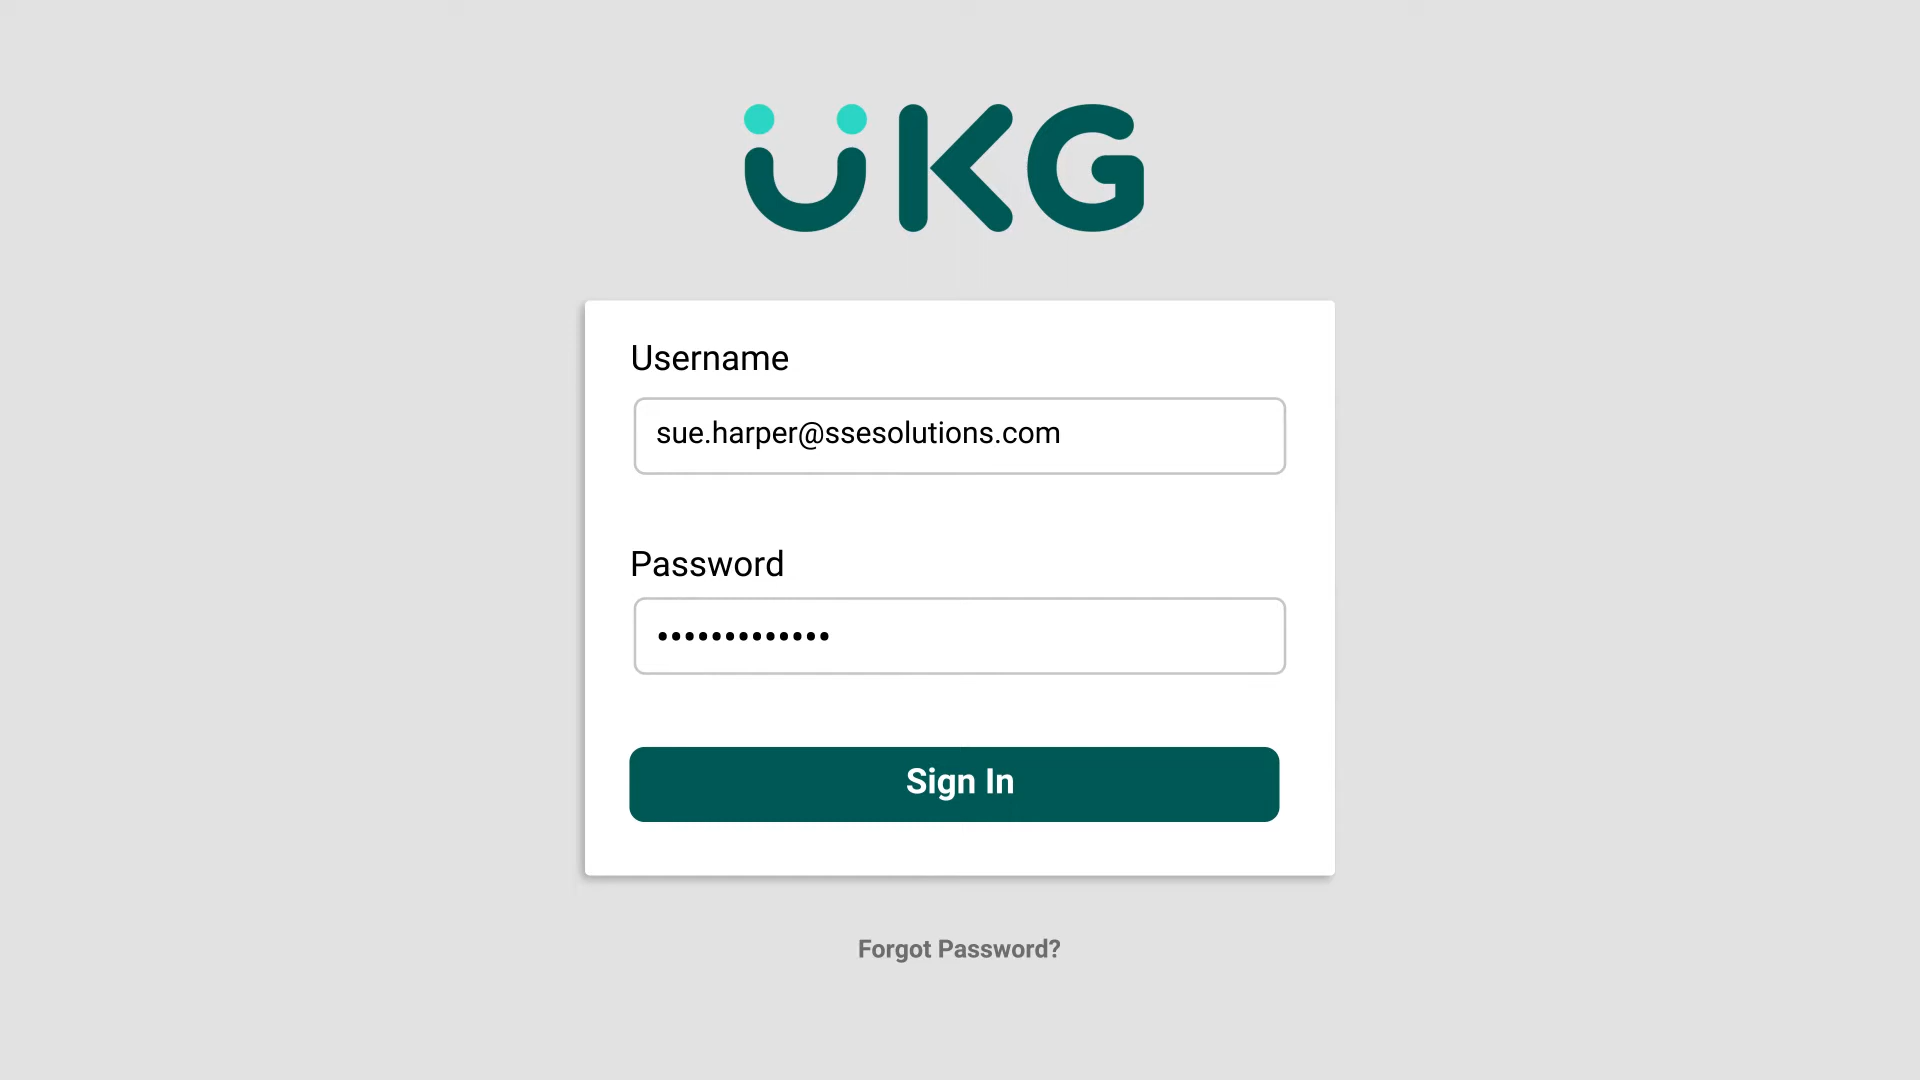 UKG
Username
sue.harper@ssesolutions.com
Password
•••••••••••••
Sign In
Forgot Password?